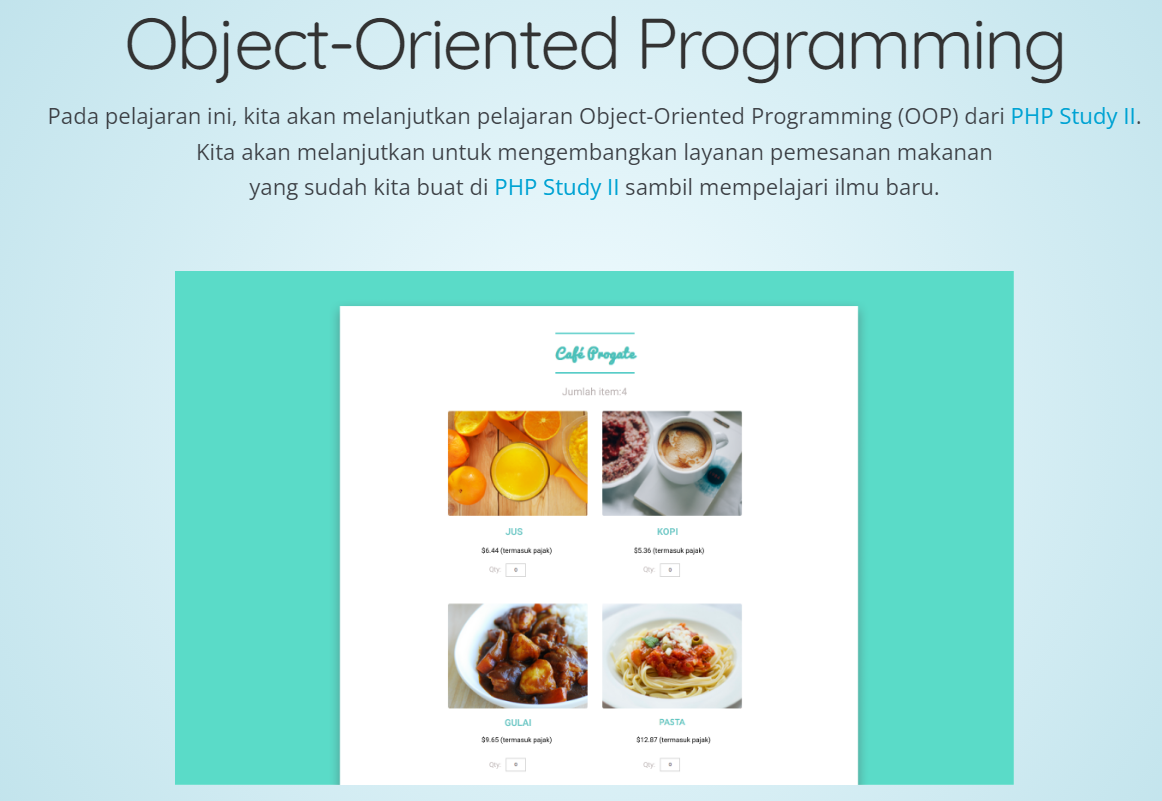 Object-Oriented Programming
Pada pelajaran ini, kita akan melanjutkan pelajaran Object-Oriented Programming (OOP) dari PHP Study II.
Kita akan melanjutkan untuk mengembangkan layanan pemesanan makanan
yang sudah kita buat di PHP Study II sambil mempelajari ilmu baru.
Café Progate
Jumlah item:4
JUS
$6.44 (termasuk pajak)
Qty: 0
KOPI
$5.36 (termasuk pajak)
Qty: 0
GULAI
$9.65 (termasuk pajak)
Qty: 0
PASTA
$12.87 (termasuk pajak)
Qty: 0